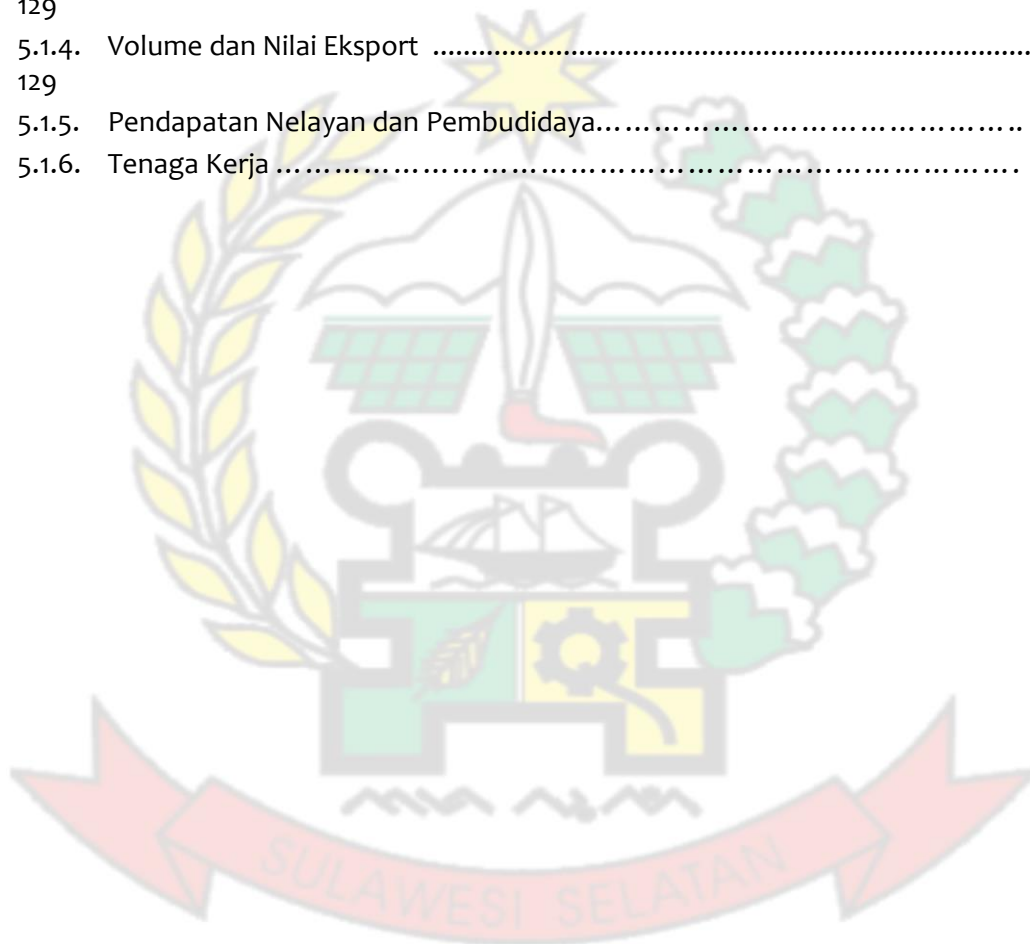 129
5.1.4. Volume dan Nilai Eksport ....................................................................................................
129
5.1.5. Pendapatan Nelayan dan Pembudidaya…………………………………………..
5.1.6. Tenaga Kerja …………………………………………………………………………….
SULAWESI SELATAN